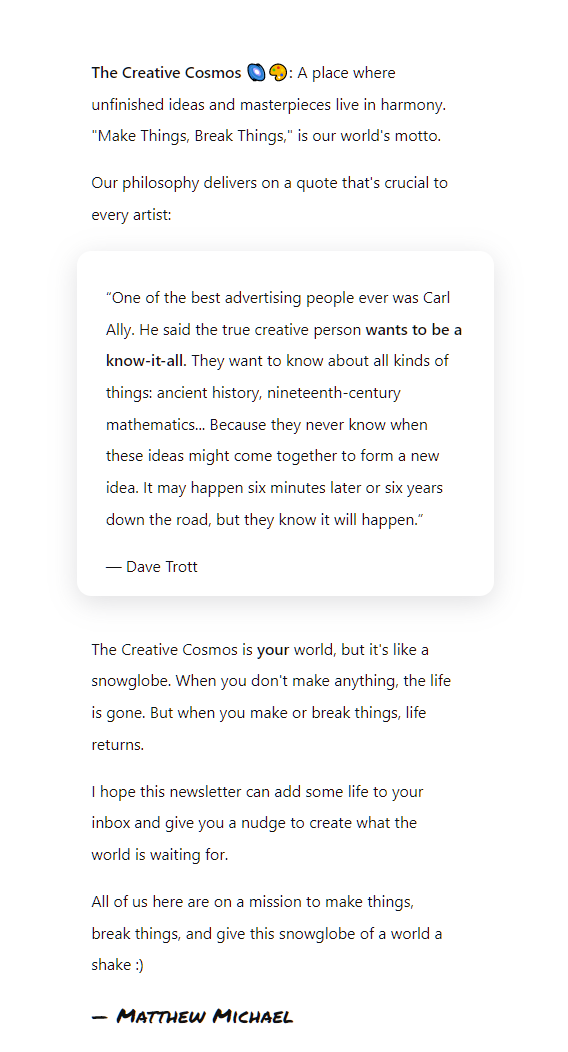 The Creative Cosmos 🌌🎨: A place where
unfinished ideas and masterpieces live in harmony.
"Make Things, Break Things," is our world's motto.
Our philosophy delivers on a quote that's crucial to
every artist:
“One of the best advertising people ever was Carl
Ally. He said the true creative person wants to be a
know-it-all. They want to know about all kinds of
things: ancient history, nineteenth-century
mathematics... Because they never know when
these ideas might come together to form a new
idea. It may happen six minutes later or six years
down the road, but they know it will happen.”
— Dave Trott
The Creative Cosmos is your world, but it's like a
snowglobe. When you don't make anything, the life
is gone. But when you make or break things, life
returns.
I hope this newsletter can add some life to your
inbox and give you a nudge to create what the
world is waiting for.
All of us here are on a mission to make things,
break things, and give this snowglobe of a world a
shake :)
— Matthew Michael